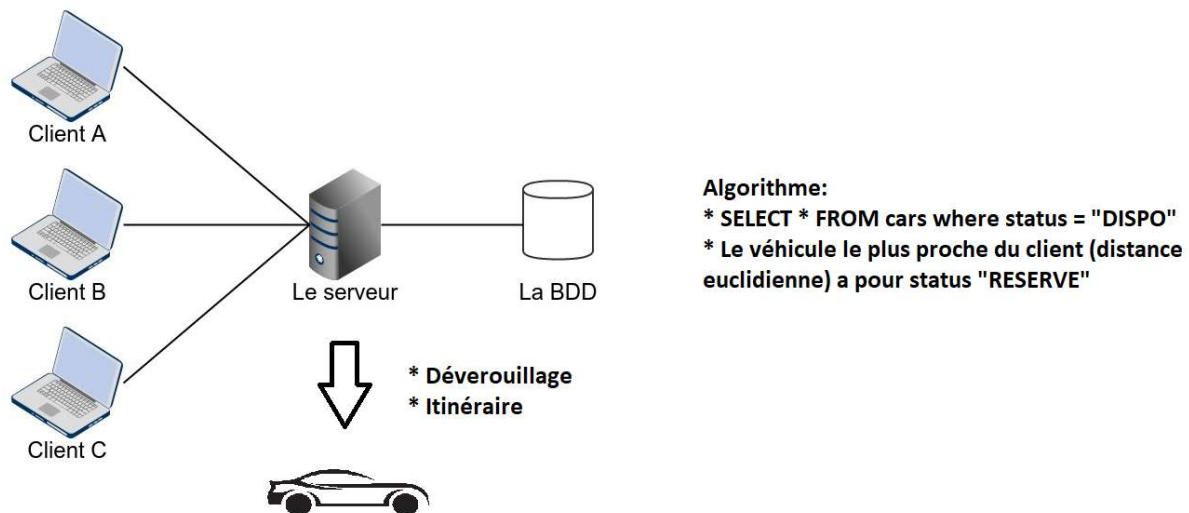 Client A
Client B
Client C
Le serveur
La BDD
* Déverouillage
* Itinéraire
Algorithme:
* SELECT * FROM cars where status = "DISPO"
* Le véhicule le plus proche du client (distance
euclidienne) a pour status "RESERVE"